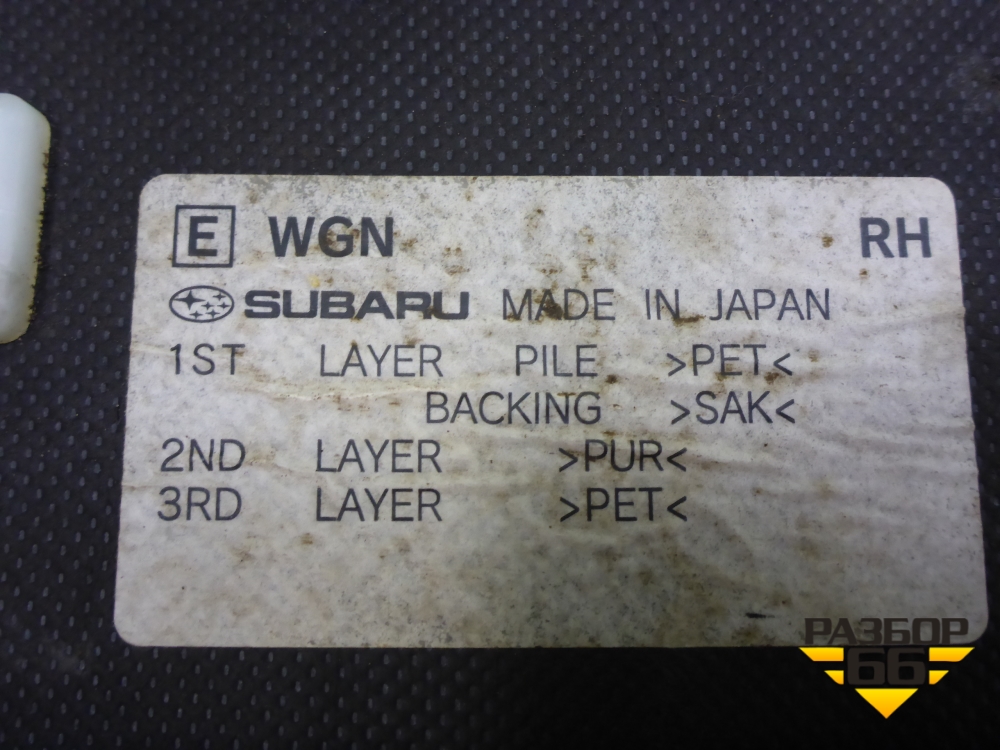 E WGN RH
SUBARU MADE IN JAPAN
1ST LAYER PILE >PET<
BACKING >SAK<
2ND LAYER >PUR<
3RD LAYER >PET<
РАЗБОР
66